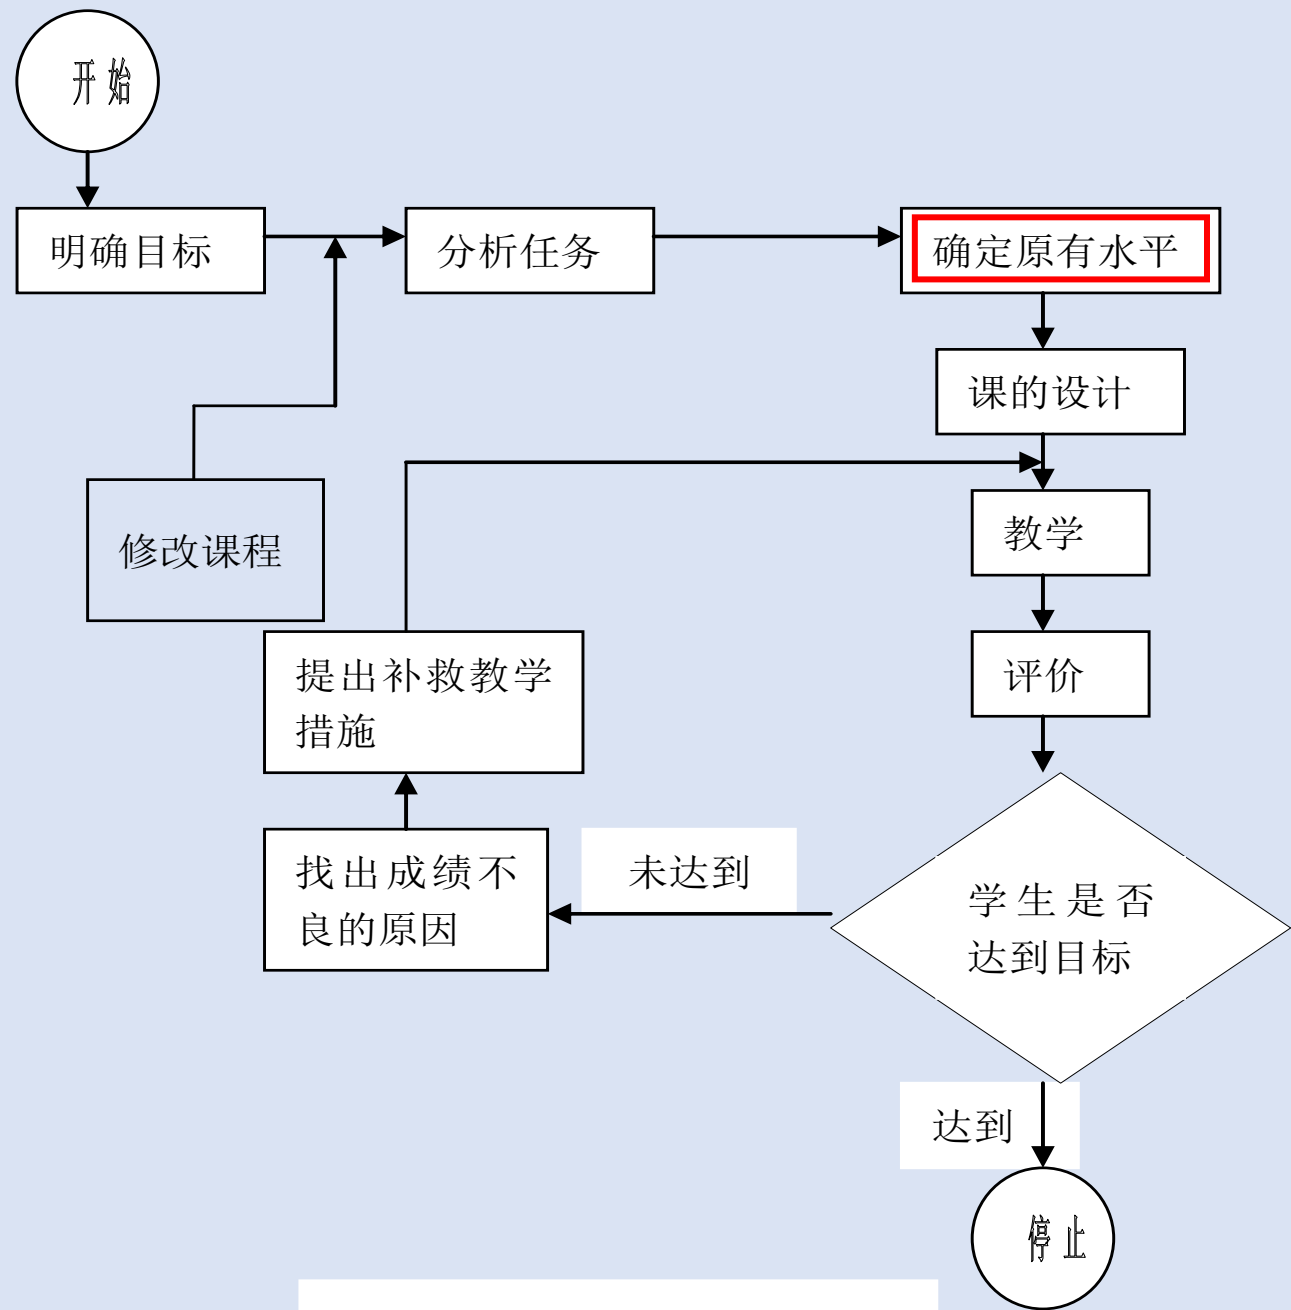 开始
明确目标
分析任务
确定原有水平
课的设计
修改课程
教学
提出补救教学
措施
评价
找出成绩不
良的原因
未达到
学生是否
达到目标
达到
停止